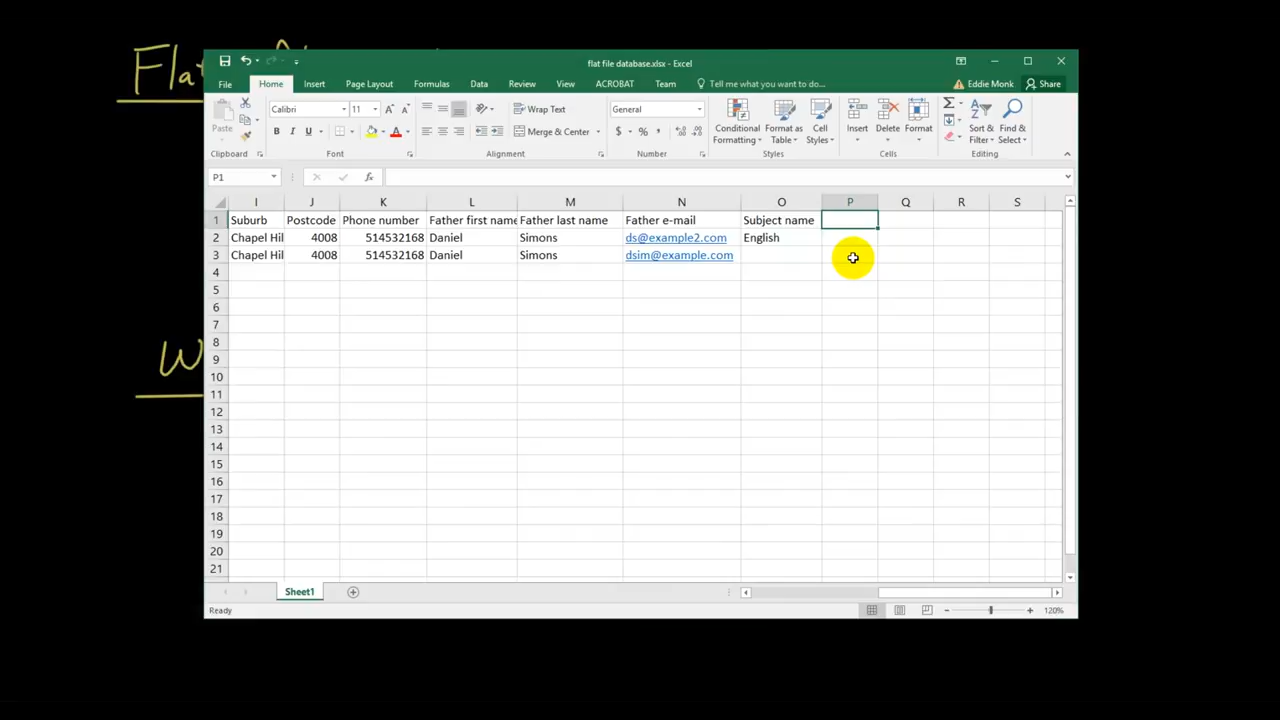 Fla
flat file database.xlsx - Excel
File Home Insert Page Layout Formulas Data Review View ACROBAT Team Tell me what you want to do... Eddie Monk Share
Calibri 11 A A Wrap Text General
Paste B I U A Merge & Center $ % , Conditional Formatting Format as Table Cell Styles Insert Delete Format Sort & Filter Find & Select
Clipboard Font Alignment Number Styles Cells Editing
P1 fx
I J K L M N O P Q R S
1 Suburb Postcode Phone number Father first name Father last name Father e-mail Subject name
2 Chapel Hil 4008 514532168 Daniel Simons ds@example2.com English
3 Chapel Hil 4008 514532168 Daniel Simons dsim@example.com
4
5
6
7
W
8
9
10
11
12
13
14
15
16
17
18
19
20
21
Sheet1
Ready 120%